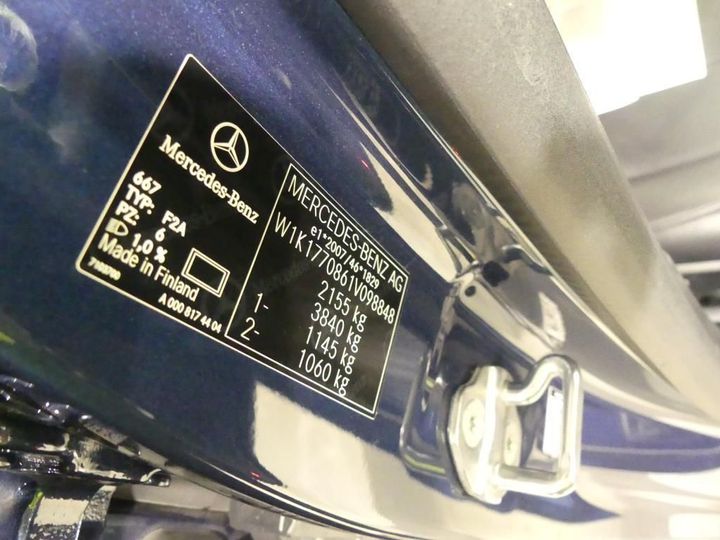 Mercedes-Benz
667
TYP: F2A
PZ: 6
1,0 %
Made in Finland
A 000 817 44 04
MERCEDES-BENZ AG
e1*2007/46*1829
W1K1770861V098848
2155 kg
3840 kg
1- 1145 kg
2- 1060 kg